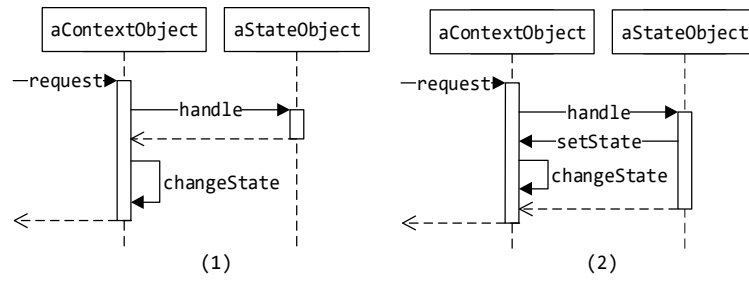 aContextObject
aStateObject
request
handle
changeState
(1)
aContextObject
aStateObject
request
handle
setState
changeState
(2)